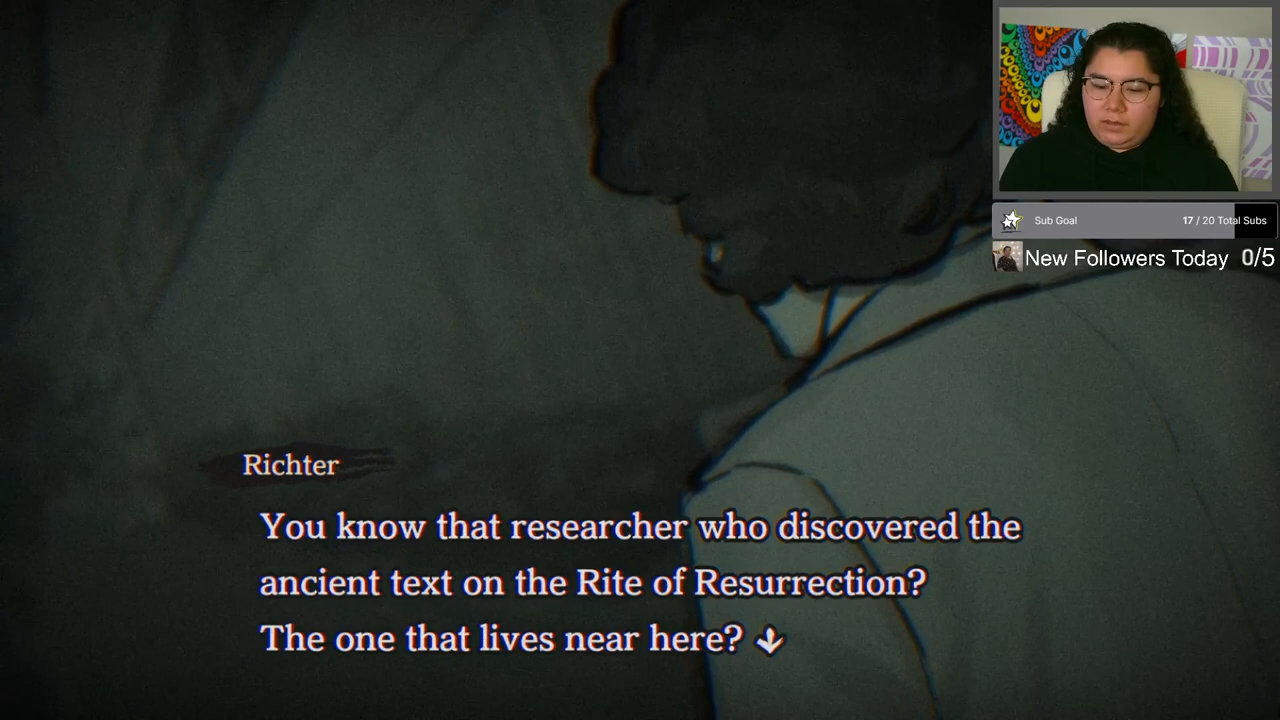 Sub Goal 17 / 20 Total Subs
New Followers Today 0/5
Richter
You know that researcher who discovered the
ancient text on the Rite of Resurrection?
The one that lives near here?